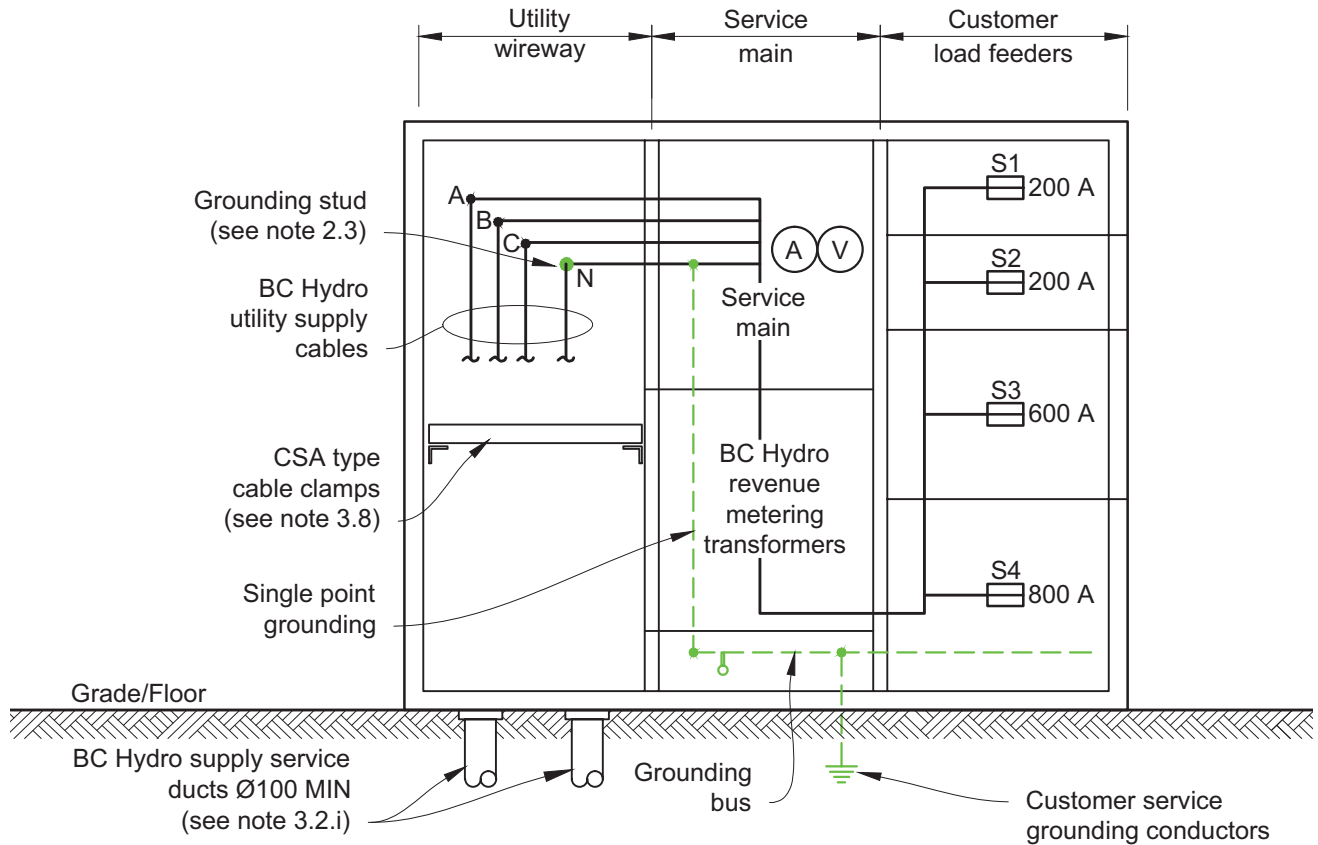 Utility
wireway
Service
main
Customer
load feeders
Grounding stud
(see note 2.3)
A
B
C
N
A
V
S1
200 A
S2
200 A
BC Hydro
utility supply
cables
Service
main
S3
600 A
CSA type
cable clamps
(see note 3.8)
BC Hydro
revenue
metering
transformers
Single point
grounding
S4
800 A
Grade/Floor
BC Hydro supply service
ducts Ø100 MIN
(see note 3.2.i)
Grounding
bus
Customer service
grounding conductors